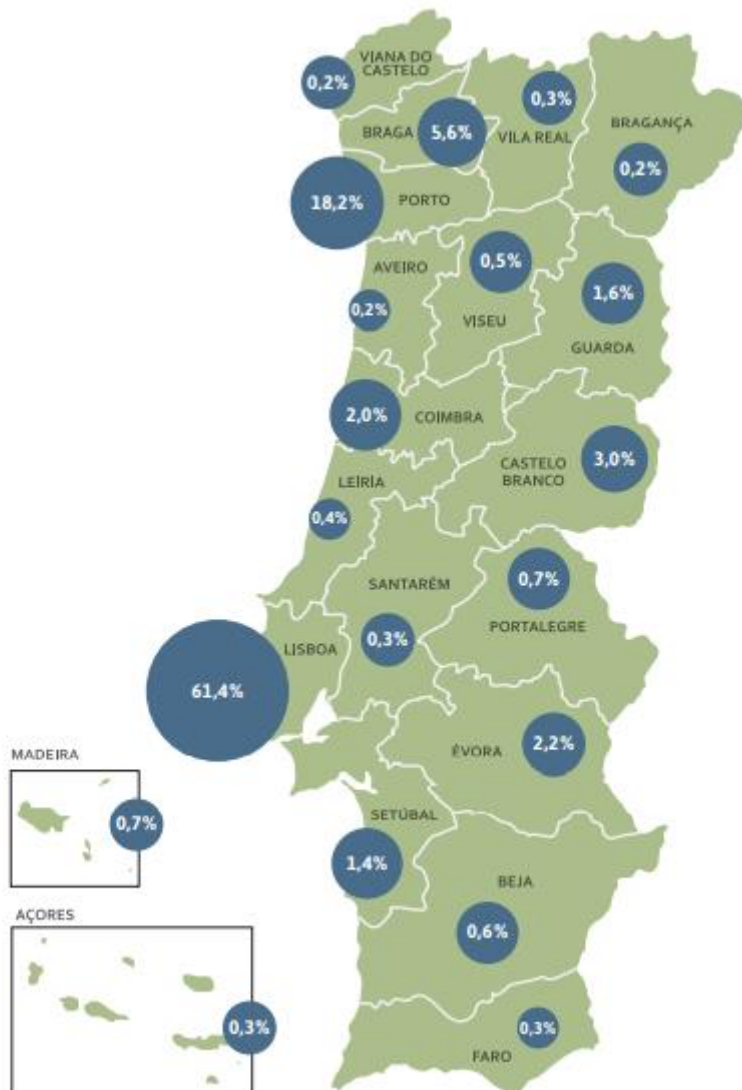 VIANA DO
CASTELO
0,2%
BRAGA
5,6%
0,3%
VILA REAL
BRAGANÇA
0,2%
18,2%
PORTO
AVEIRO
0,2%
0,5%
VISEU
1,6%
GUARDA
2,0%
COIMBRA
CASTELO
BRANCO
3,0%
LEÍRÍA
0,4%
SANTARÉM
0,3%
0,7%
PORTALEGRE
LISBOA
61,4%
ÉVORA
2,2%
MADEIRA
0,7%
SETÚBAL
1,4%
BEJA
0,6%
AÇORES
0,3%
0,3%
FARO